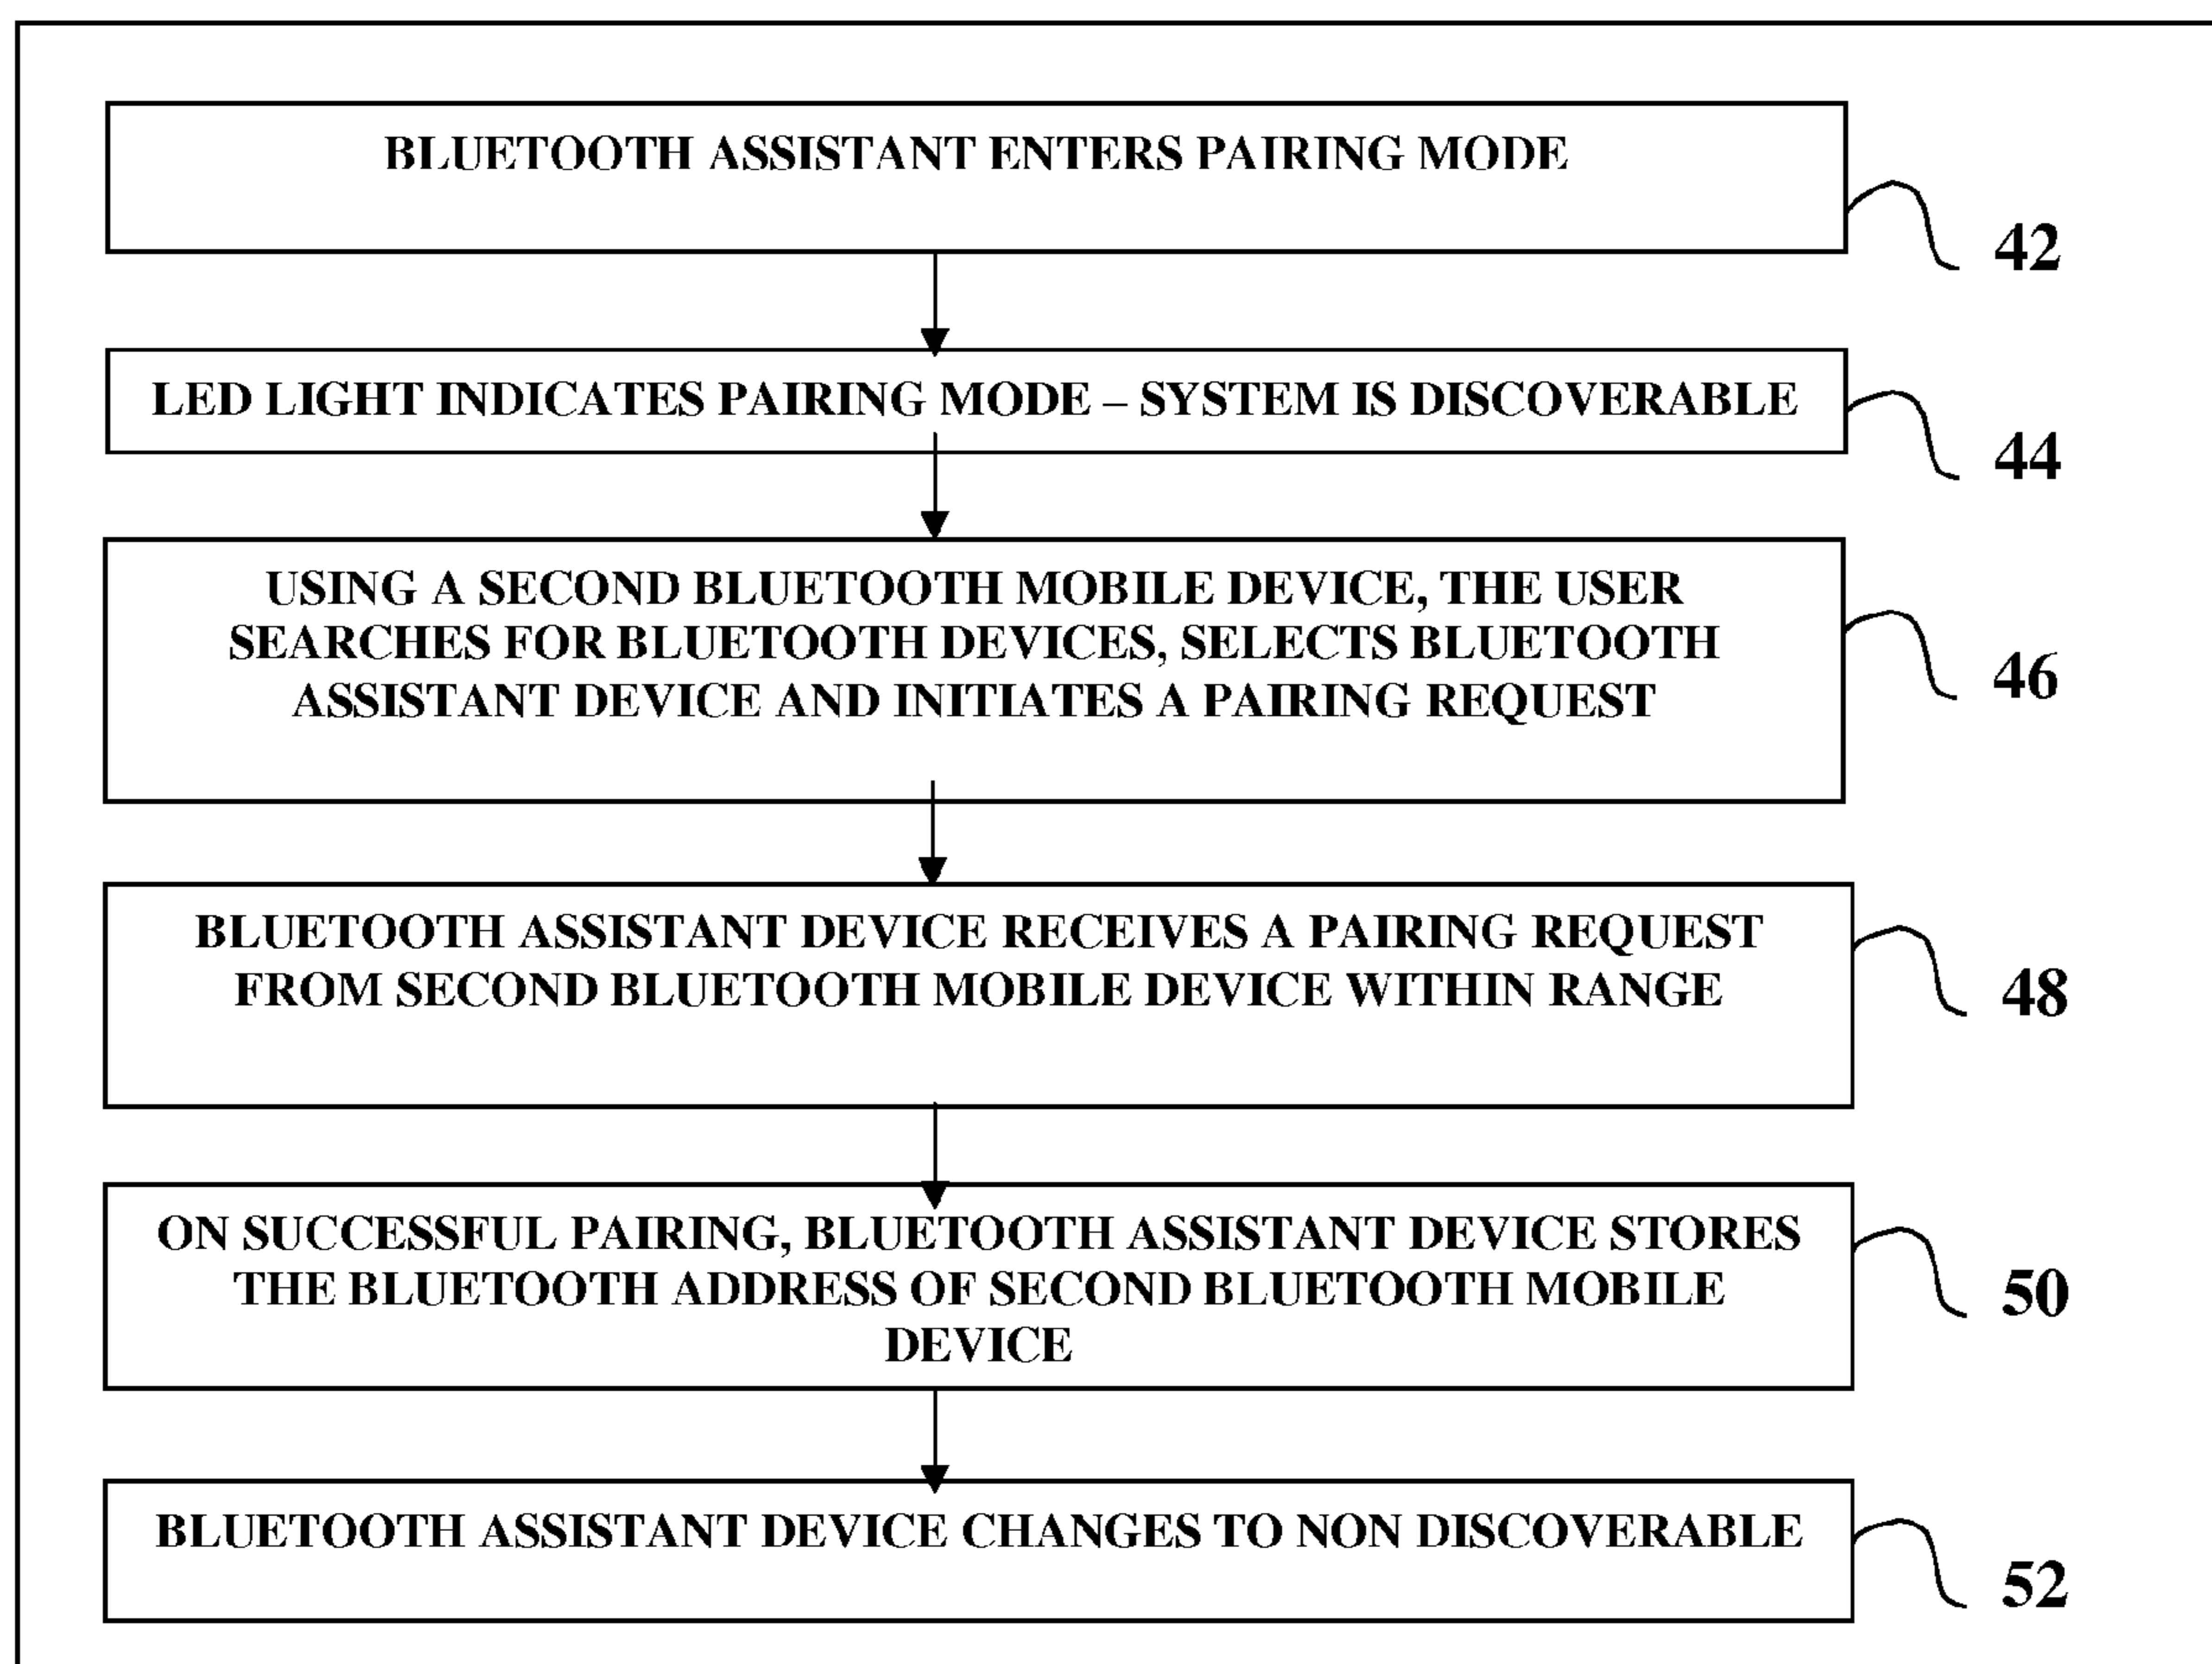 BLUETOOTH ASSISTANT ENTERS PAIRING MODE
42
LED LIGHT INDICATES PAIRING MODE – SYSTEM IS DISCOVERABLE
44
USING A SECOND BLUETOOTH MOBILE DEVICE, THE USER
SEARCHES FOR BLUETOOTH DEVICES, SELECTS BLUETOOTH
ASSISTANT DEVICE AND INITIATES A PAIRING REQUEST
46
BLUETOOTH ASSISTANT DEVICE RECEIVES A PAIRING REQUEST
FROM SECOND BLUETOOTH MOBILE DEVICE WITHIN RANGE
48
ON SUCCESSFUL PAIRING, BLUETOOTH ASSISTANT DEVICE STORES
THE BLUETOOTH ADDRESS OF SECOND BLUETOOTH MOBILE
DEVICE
50
BLUETOOTH ASSISTANT DEVICE CHANGES TO NON DISCOVERABLE
52